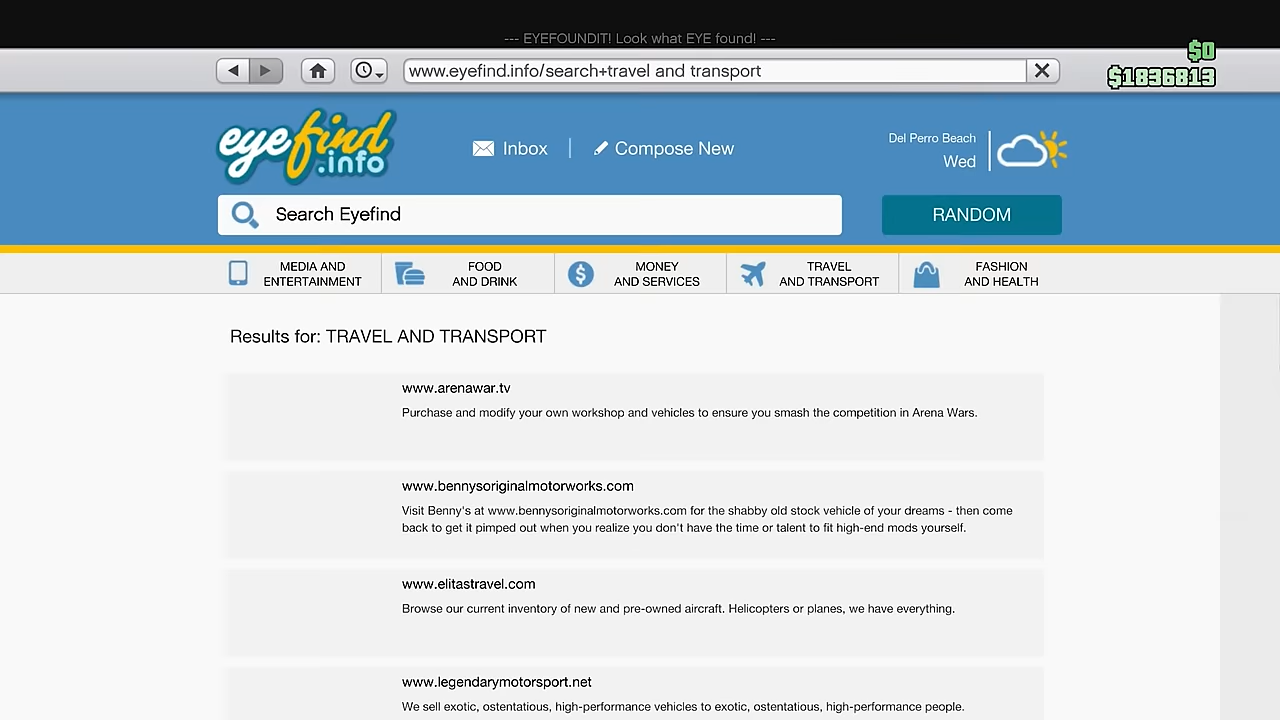 --- EYEFOUNDIT! Look what EYE found! ---
$0
www.eyefind.info/search+travel and transport
$1836813
eyefind
.info
Inbox
Compose New
Del Perro Beach
Wed
Search Eyefind
RANDOM
MEDIA AND
ENTERTAINMENT
FOOD
AND DRINK
MONEY
AND SERVICES
TRAVEL
AND TRANSPORT
FASHION
AND HEALTH
Results for: TRAVEL AND TRANSPORT
www.arenawar.tv
Purchase and modify your own workshop and vehicles to ensure you smash the competition in Arena Wars.
www.bennysoriginalmotorworks.com
Visit Benny's at www.bennysoriginalmotorworks.com for the shabby old stock vehicle of your dreams - then come
back to get it pimped out when you realize you don't have the time or talent to fit high-end mods yourself.
www.elitastravel.com
Browse our current inventory of new and pre-owned aircraft. Helicopters or planes, we have everything.
www.legendarymotorsport.net
We sell exotic, ostentatious, high-performance vehicles to exotic, ostentatious, high-performance people.